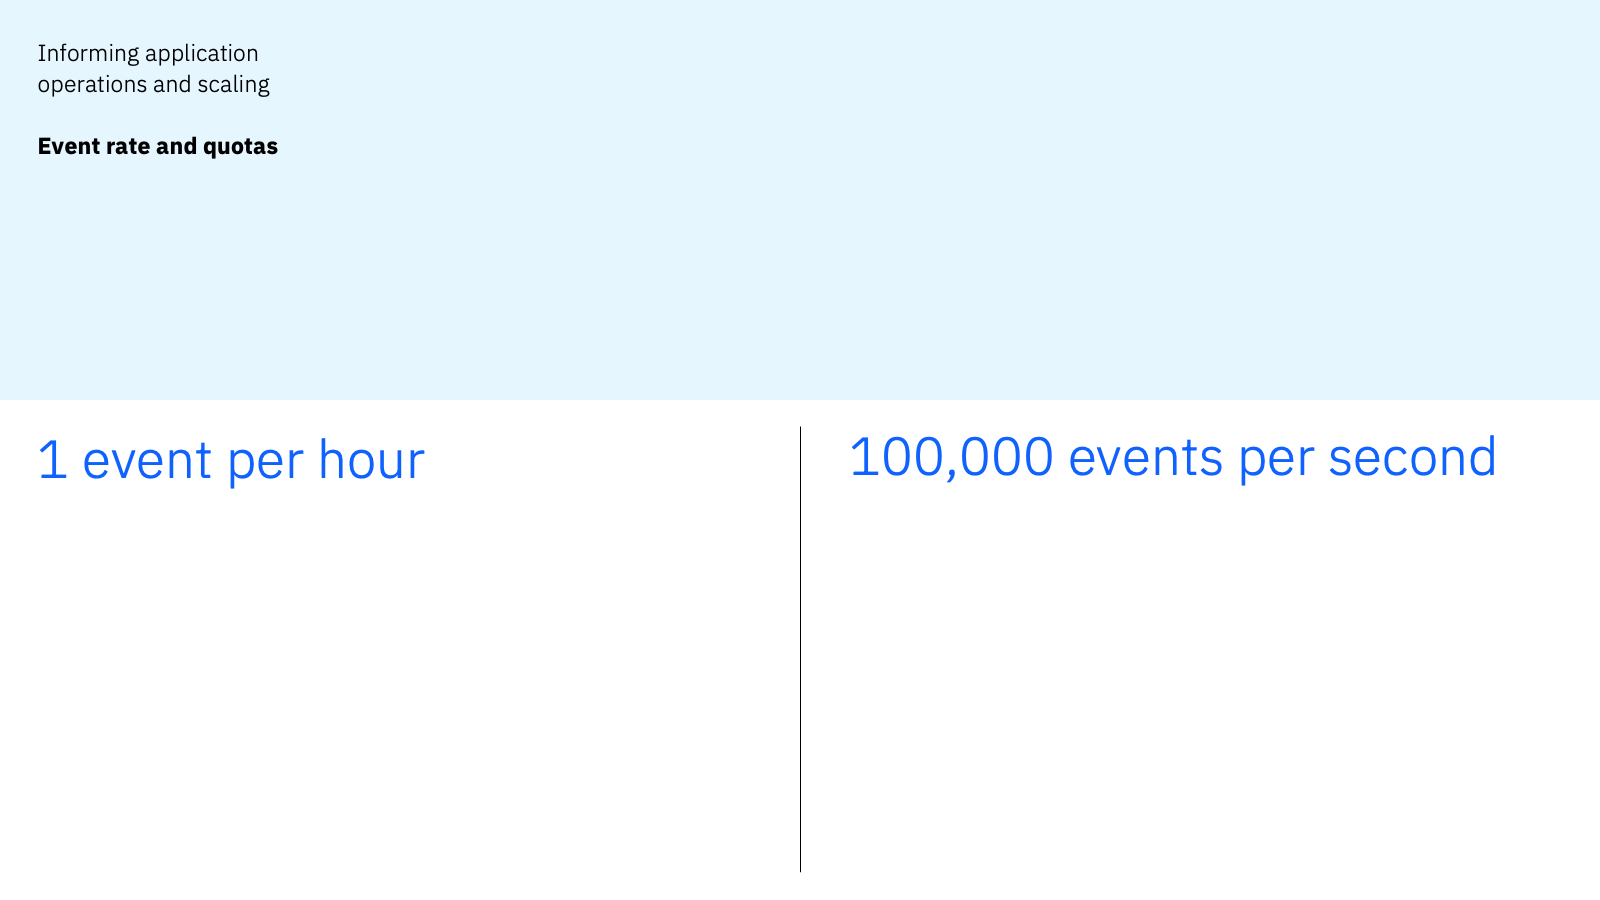 Informing application
operations and scaling
Event rate and quotas
1 event per hour
100,000 events per second